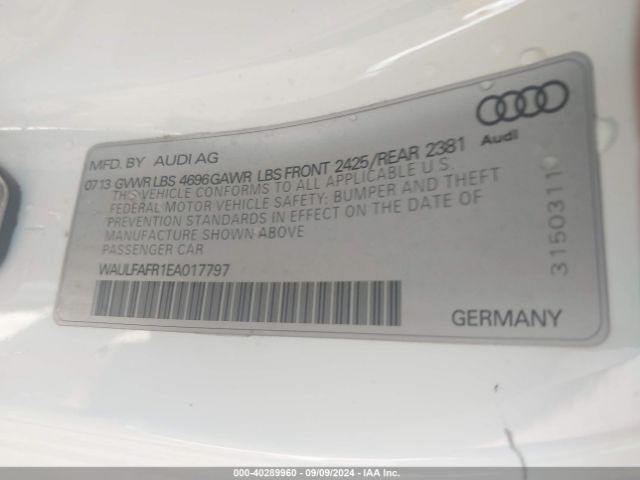 MFD. BY AUDI AG
Audi
0713 GVWR LBS 4696GAWR LBS FRONT 2425/REAR 2381
THIS VEHICLE CONFORMS TO ALL APPLICABLE U.S.
FEDERAL MOTOR VEHICLE SAFETY: BUMPER AND THEFT
PREVENTION STANDARDS IN EFFECT ON THE DATE OF
MANUFACTURE SHOWN ABOVE.
PASSENGER CAR
3150311
WAULFAFR1EA017797
GERMANY
000-40289960 - 09/09/2024 - IAAI.com